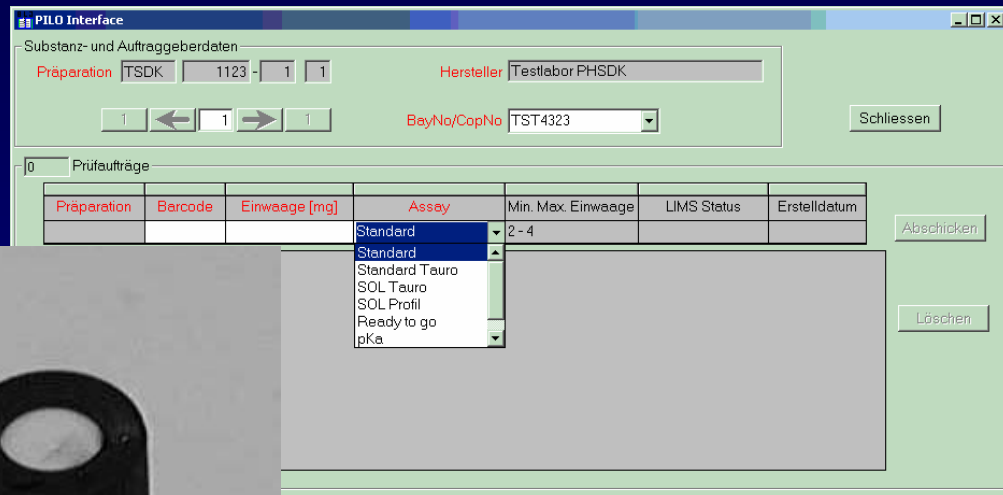 PILO Interface
Substanz- und Auftraggeberdaten
Präparation TSDK 1123 - 1 1 Hersteller Testlabor PHSDK
1 1 1 BayNo/CopNo TST4323 Schliessen
0 Prüfaufträge
Präparation Barcode Einwaage [mg] Assay Min. Max. Einwaage LIMS Status Erstelldatum
Standard 2 - 4 Abschicken
Standard
Standard Tauro
SOL Tauro
SOL Profil
Ready to go Löschen
pKa